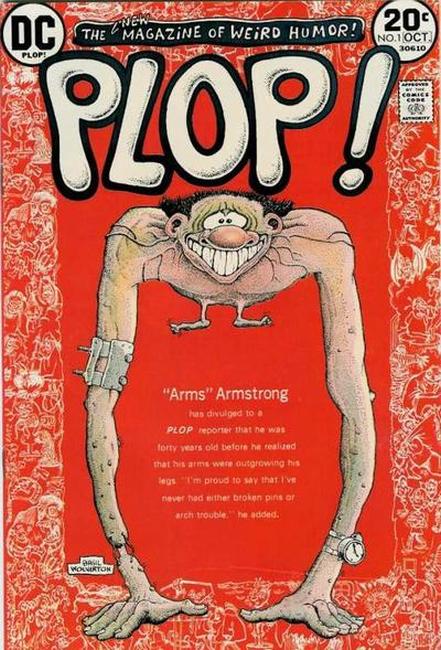 DC
PLOP!
THE NEW MAGAZINE OF WEIRD HUMOR!
20¢
NO. 1 OCT.
30610
PLOP!
APPROVED
BY THE
COMICS
CODE
AUTHORITY
"Arms" Armstrong
has divulged to a
PLOP reporter that he was
forty years old before he realized
that his arms were outgrowing his
legs. "I'm proud to say that I've
never had either broken pins or
arch trouble." he added.
BASIL
WOLVERTON